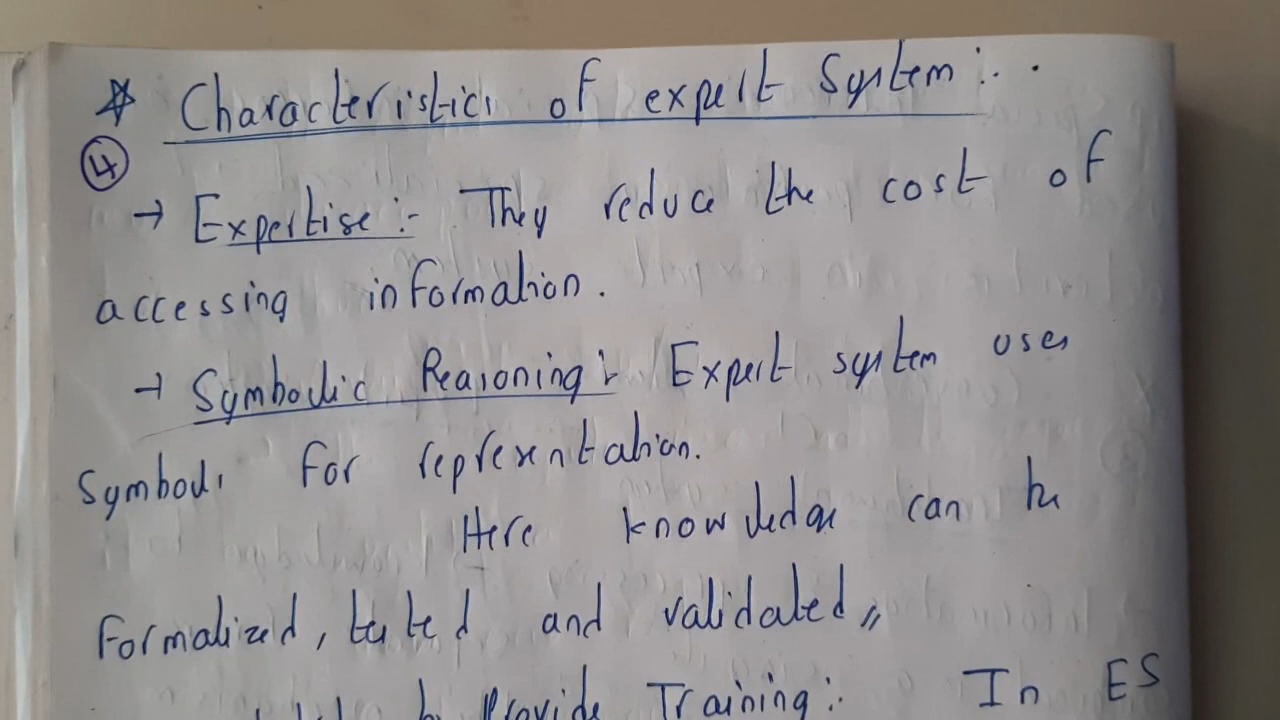 * Characteristics of expert System :. .
④
→ Expertise :- They reduce the cost of
accessing information.
→ Symbolic Reasoning : Expert system uses
Symbols for representation.
Here knowledge can be
Formalized, tested and validated,,
to Provide Training :. In ES